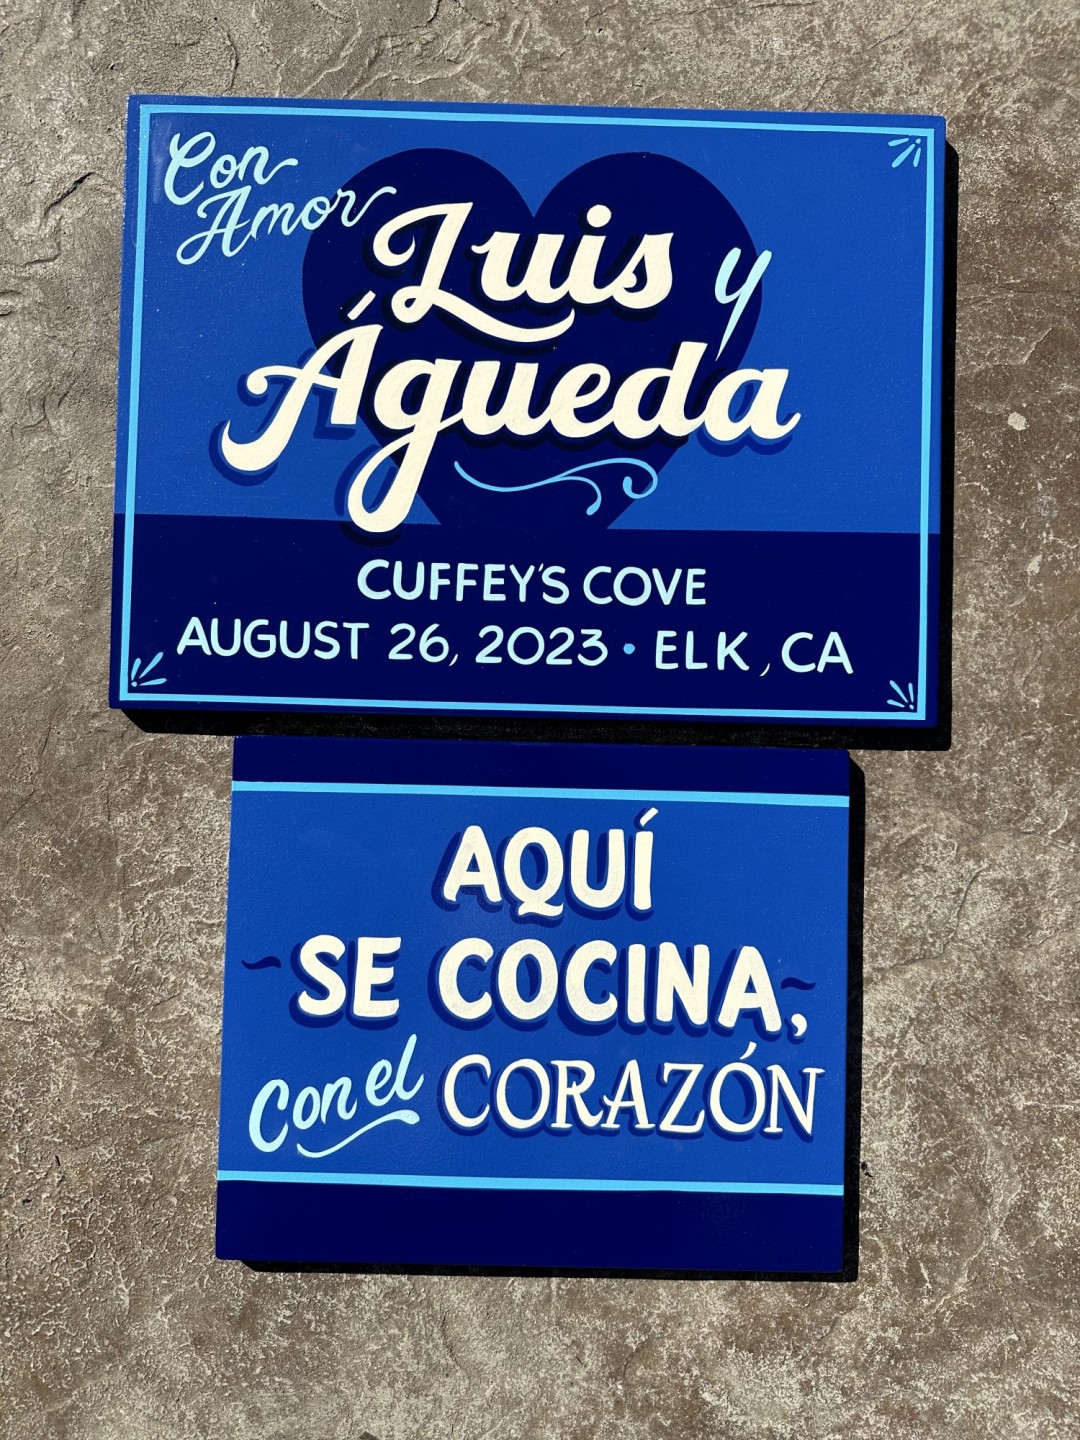 Con
Amor
Luis y
Águeda
CUFFEY'S COVE
AUGUST 26, 2023 • ELK, CA
AQUÍ
SE COCINA,
Con el CORAZÓN